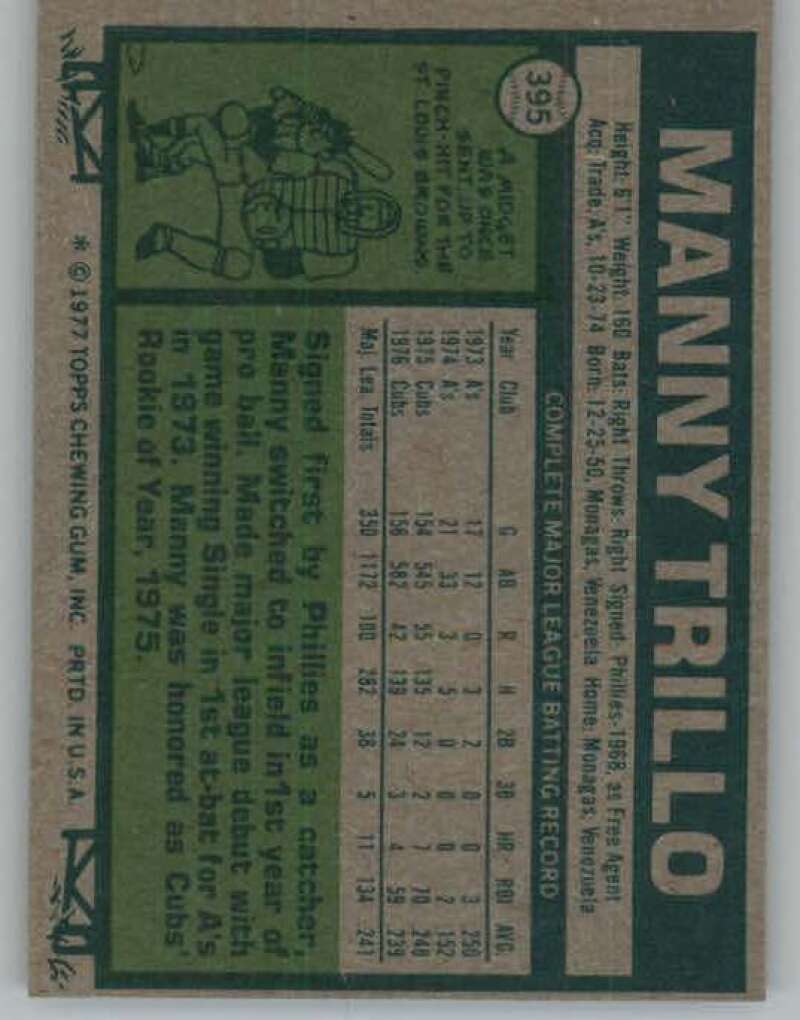 395
MANNY TRILLO
Height: 6'1" Weight: 160 Bats: Right Throws: Right Signed: Phillies-1968, as Free Agent
Acq: Trade, A's, 10-23-74 Born: 12-25-50, Monagas, Venezuela Home: Monagas, Venezuela
COMPLETE MAJOR LEAGUE BATTING RECORD
Year Club G AB R H 2B 3B HR RBI AVG.
1973 A's 17 12 0 3 2 0 0 3 .250
1974 A's 21 33 3 5 0 0 0 2 .152
1975 Cubs 154 545 55 135 12 2 7 70 .248
1976 Cubs 158 582 42 139 24 3 4 59 .239
Maj. Lea Totals 350 1172 100 282 38 5 11 134 .241
A MIDGET
WAS ONCE
SENT UP TO
PINCH-HIT FOR THE
ST. LOUIS BROWNS.
Signed first by Phillies as a catcher,
Manny switched to infield in 1st year of
pro ball. Made major league debut with
game winning Single in 1st at-bat for A's
in 1973. Manny was honored as Cubs'
Rookie of Year, 1975.
* © 1977 TOPPS CHEWING GUM, INC. PRTD. IN U.S.A.